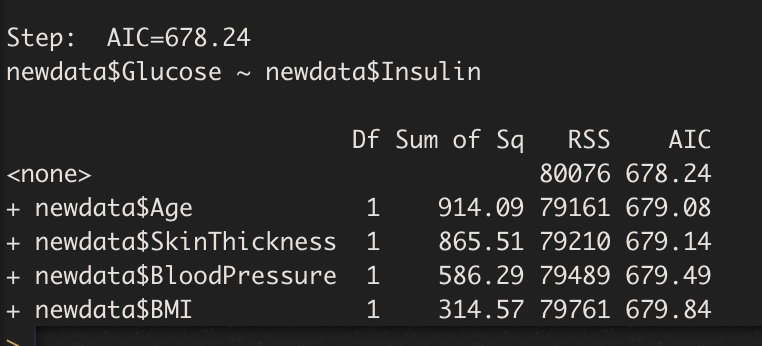 Step:  AIC=678.24
newdata$Glucose ~ newdata$Insulin
Df Sum of Sq   RSS    AIC
<none>                               80076 678.24
+ newdata$Age            1    914.09 79161 679.08
+ newdata$SkinThickness  1    865.51 79210 679.14
+ newdata$BloodPressure  1    586.29 79489 679.49
+ newdata$BMI            1    314.57 79761 679.84
>